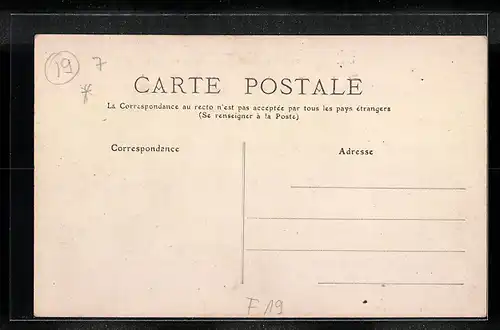 19
7
*
CARTE POSTALE
La Correspondance au recto n'est pas acceptée par tous les pays étrangers
(Se renseigner à la Poste)
Correspondance
Adresse
F 19